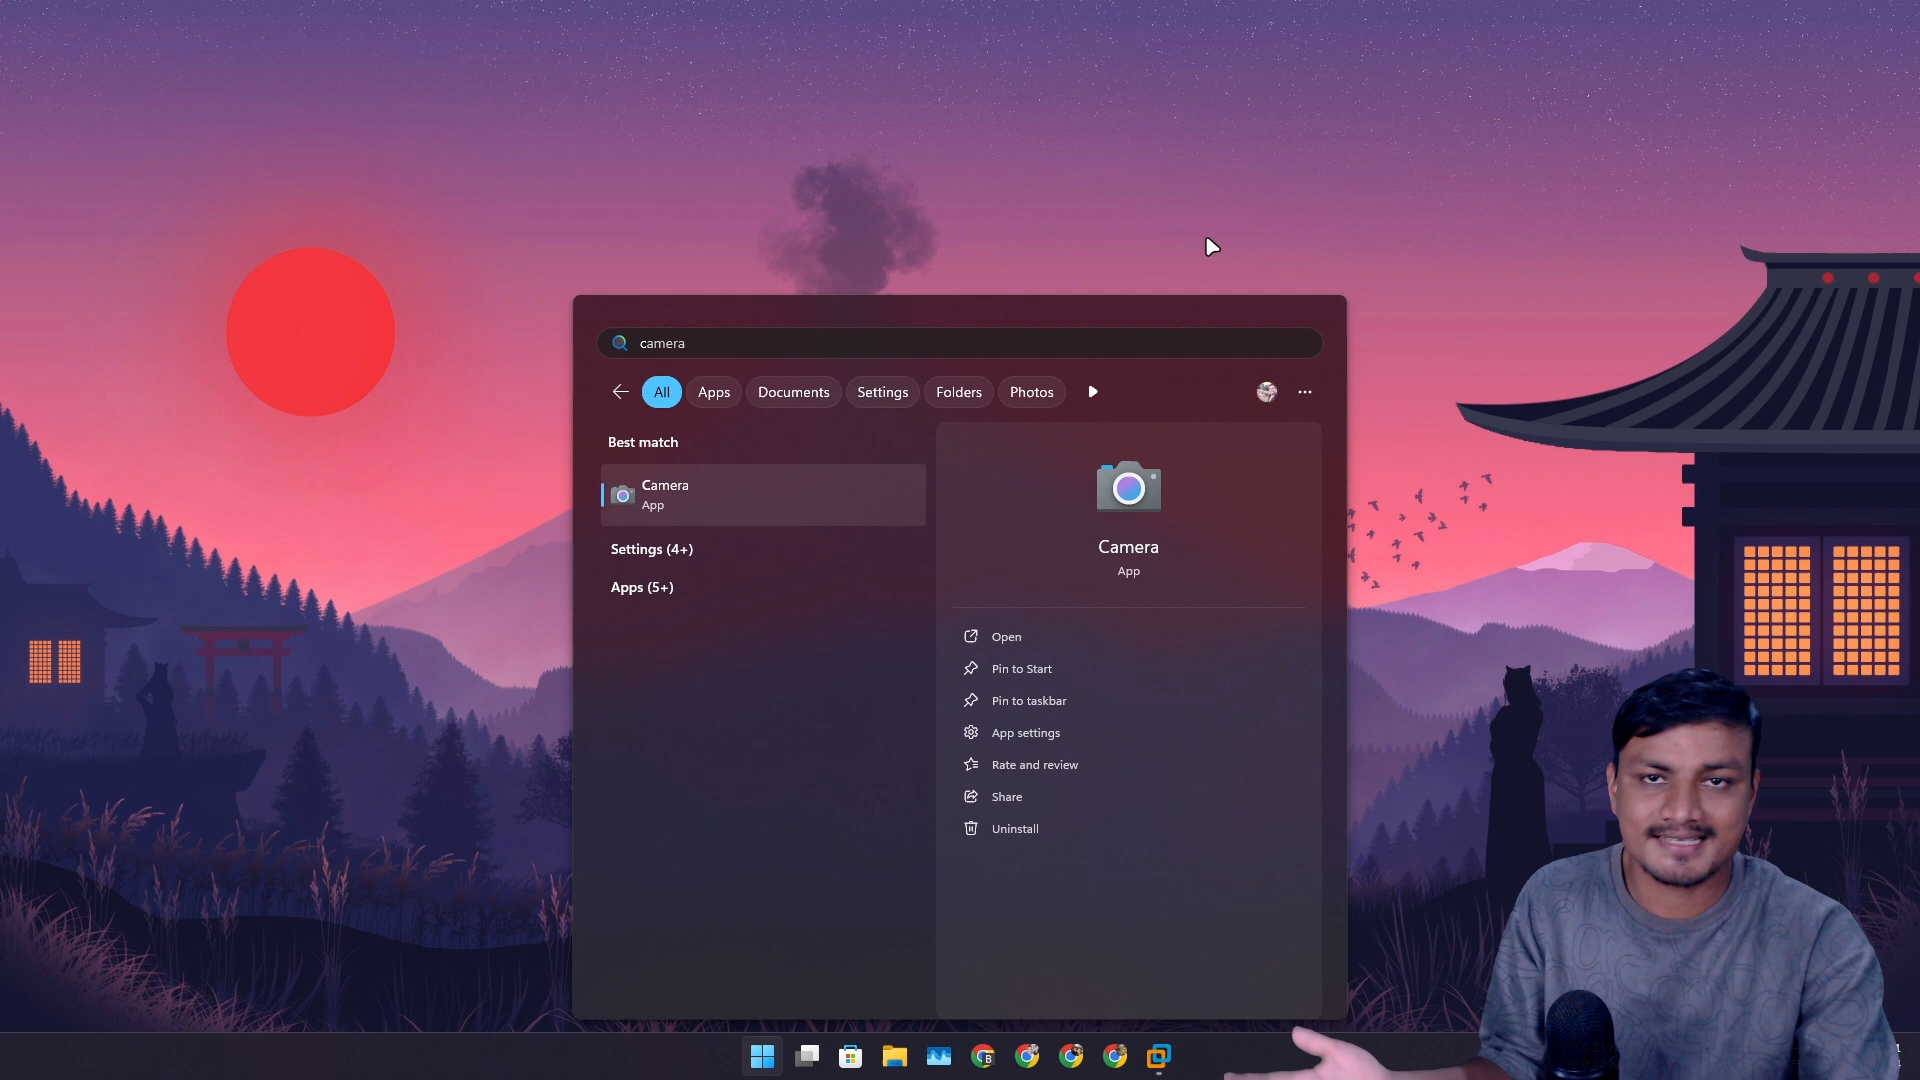 camera
All
Apps
Documents
Settings
Folders
Photos
Best match
Camera
App
Settings (4+)
Apps (5+)
Camera
App
Open
Pin to Start
Pin to taskbar
App settings
Rate and review
Share
Uninstall
B